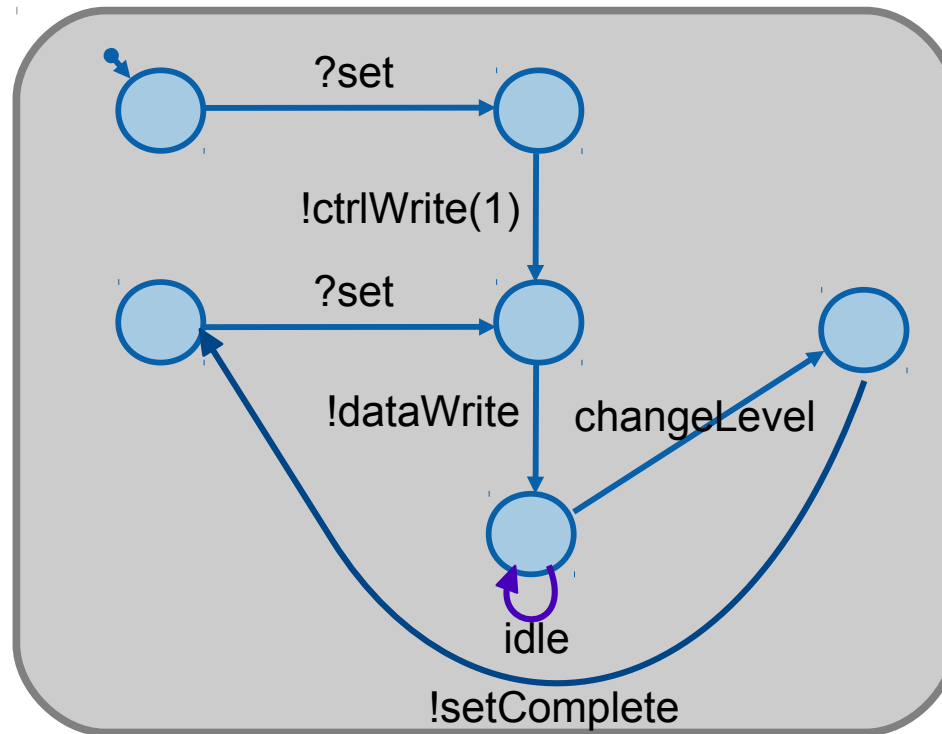 ?set
!ctrlWrite(1)
?set
!dataWrite
changeLevel
idle
!setComplete